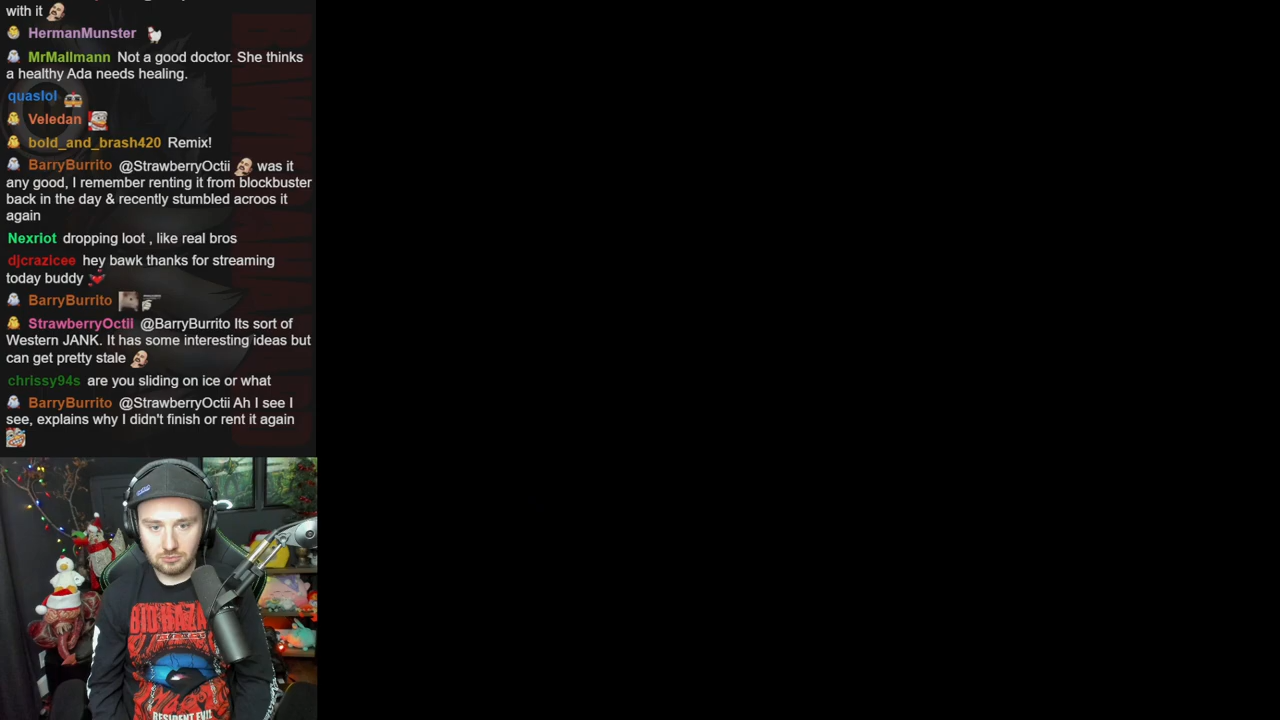 with it
HermanMunster
MrMallmann Not a good doctor. She thinks
a healthy Ada needs healing.
quaslol
Veledan
bold_and_brash420 Remix!
BarryBurrito @StrawberryOctii was it
any good, I remember renting it from blockbuster
back in the day & recently stumbled acroos it
again
Nexriot dropping loot , like real bros
djcrazicee hey bawk thanks for streaming
today buddy
BarryBurrito
StrawberryOctii @BarryBurrito Its sort of
Western JANK. It has some interesting ideas but
can get pretty stale
chrissy94s are you sliding on ice or what
BarryBurrito @StrawberryOctii Ah I see I
see, explains why I didn't finish or rent it again
BIOHAZA
RESIDENT EVIL